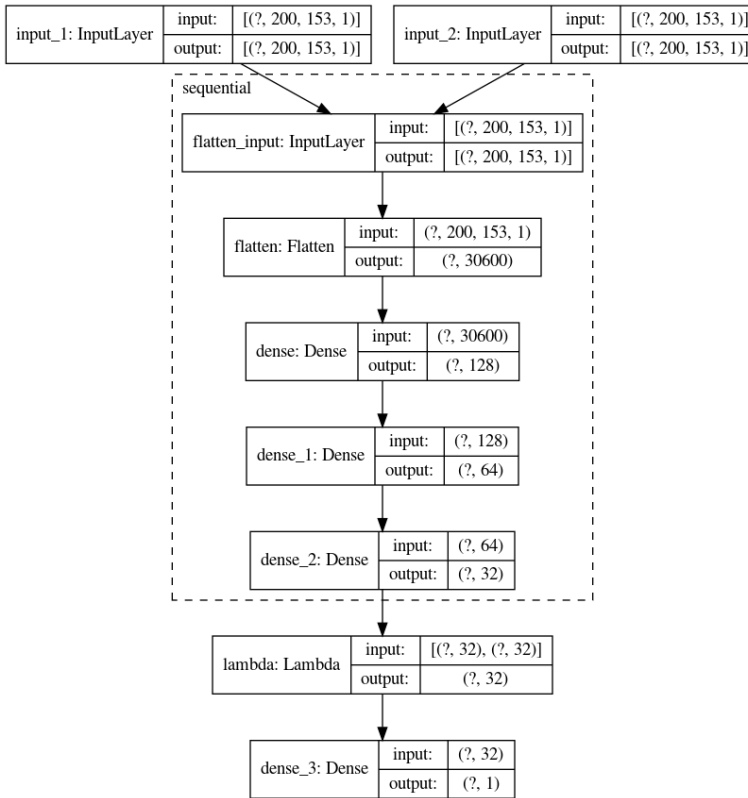 input_1: InputLayer input: [(?, 200, 153, 1)]
output: [(?, 200, 153, 1)]
input_2: InputLayer input: [(?, 200, 153, 1)]
output: [(?, 200, 153, 1)]
sequential
flatten_input: InputLayer input: [(?, 200, 153, 1)]
output: [(?, 200, 153, 1)]
flatten: Flatten input: (?, 200, 153, 1)
output: (?, 30600)
dense: Dense input: (?, 30600)
output: (?, 128)
dense_1: Dense input: (?, 128)
output: (?, 64)
dense_2: Dense input: (?, 64)
output: (?, 32)
lambda: Lambda input: [(?, 32), (?, 32)]
output: (?, 32)
dense_3: Dense input: (?, 32)
output: (?, 1)